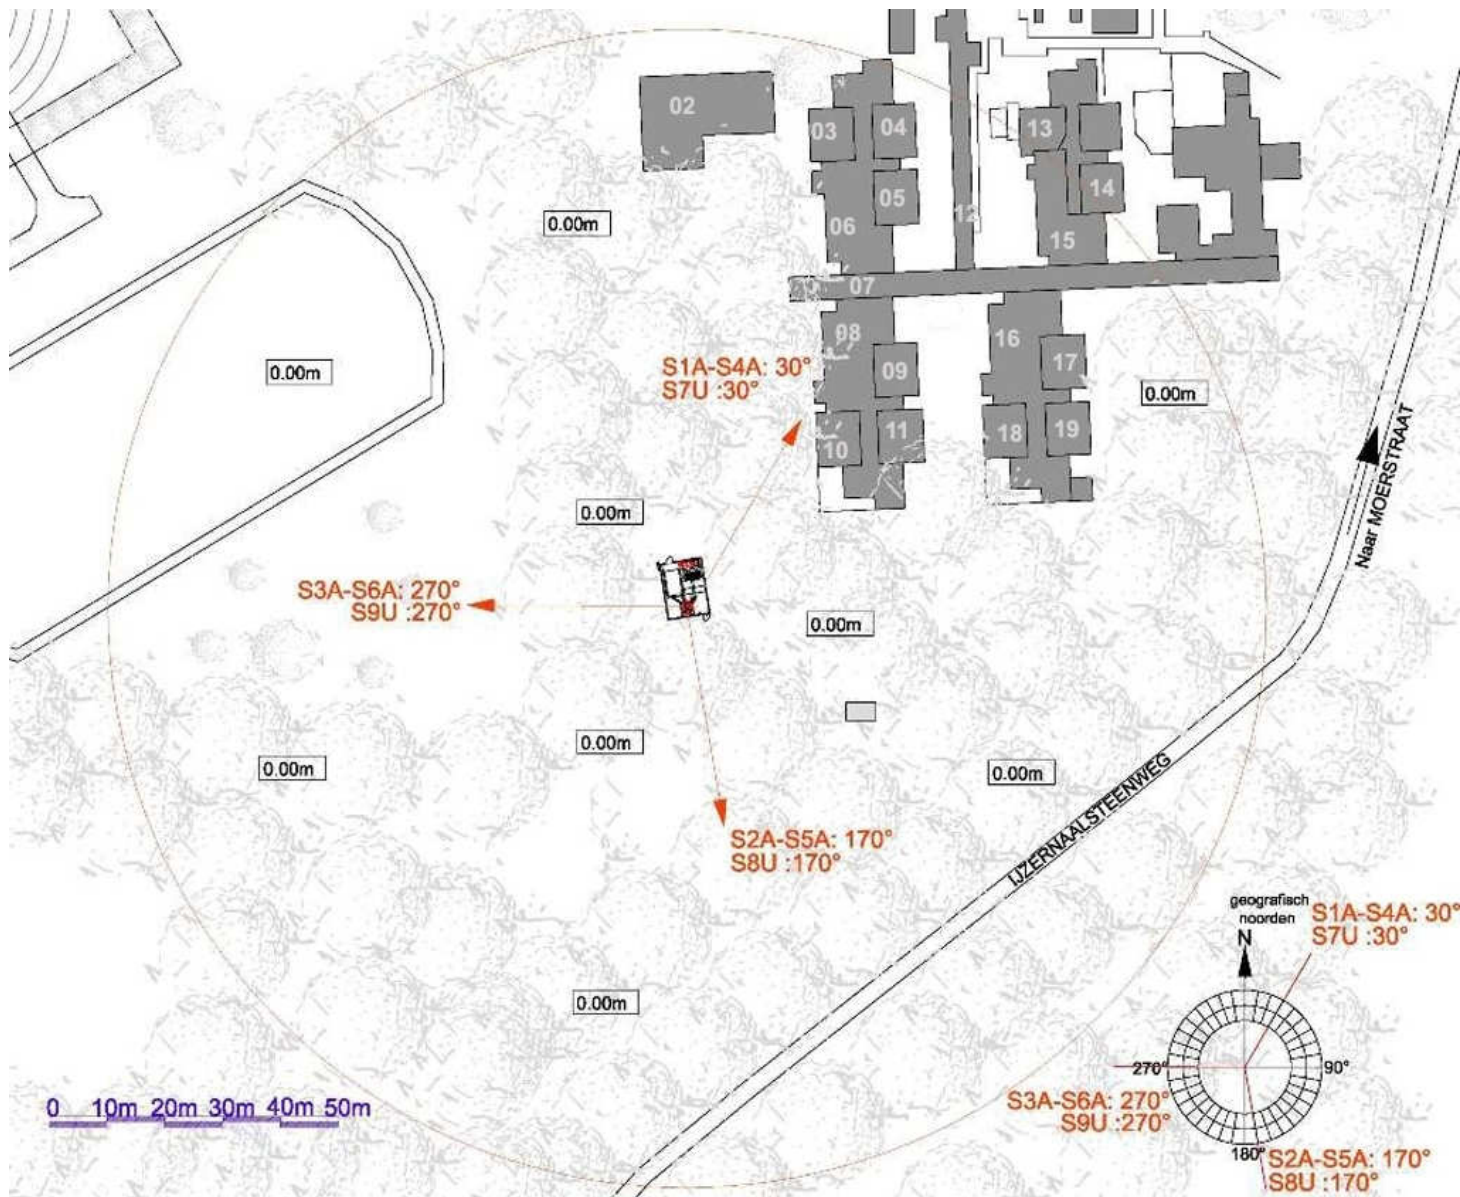 02
03
04
13
05
14
06
12
15
0.00m
07
08
16
17
09
S1A-S4A: 30°
S7U :30°
0.00m
0.00m
10
11
18
19
Naar MOERSTRAAT
0.00m
S3A-S6A: 270°
S9U :270°
0.00m
0.00m
0.00m
0.00m
S2A-S5A: 170°
S8U :170°
IJZERNAALSTEENWEG
geografisch
noorden
N
S1A-S4A: 30°
S7U :30°
0.00m
270°
90°
S3A-S6A: 270°
S9U :270°
180°
S2A-S5A: 170°
S8U :170°
0 10m 20m 30m 40m 50m